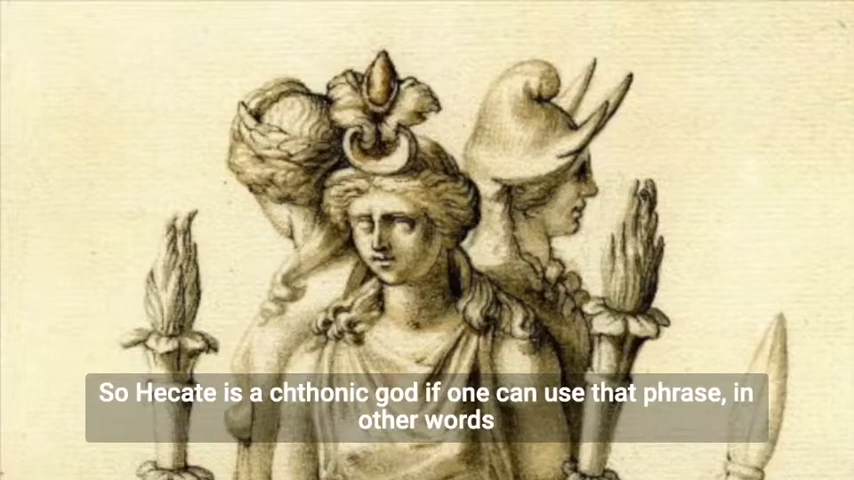 So Hecate is a chthonic god if one can use that phrase, in
other words